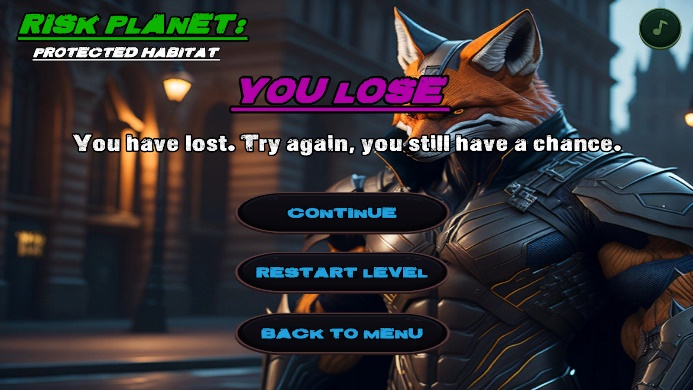 RISK PLANET:
PROTECTED HABITAT
YOU LOSE
You have lost. Try again, you still have a chance.
CONTINUE
RESTART LEVEL
BACK TO MENU